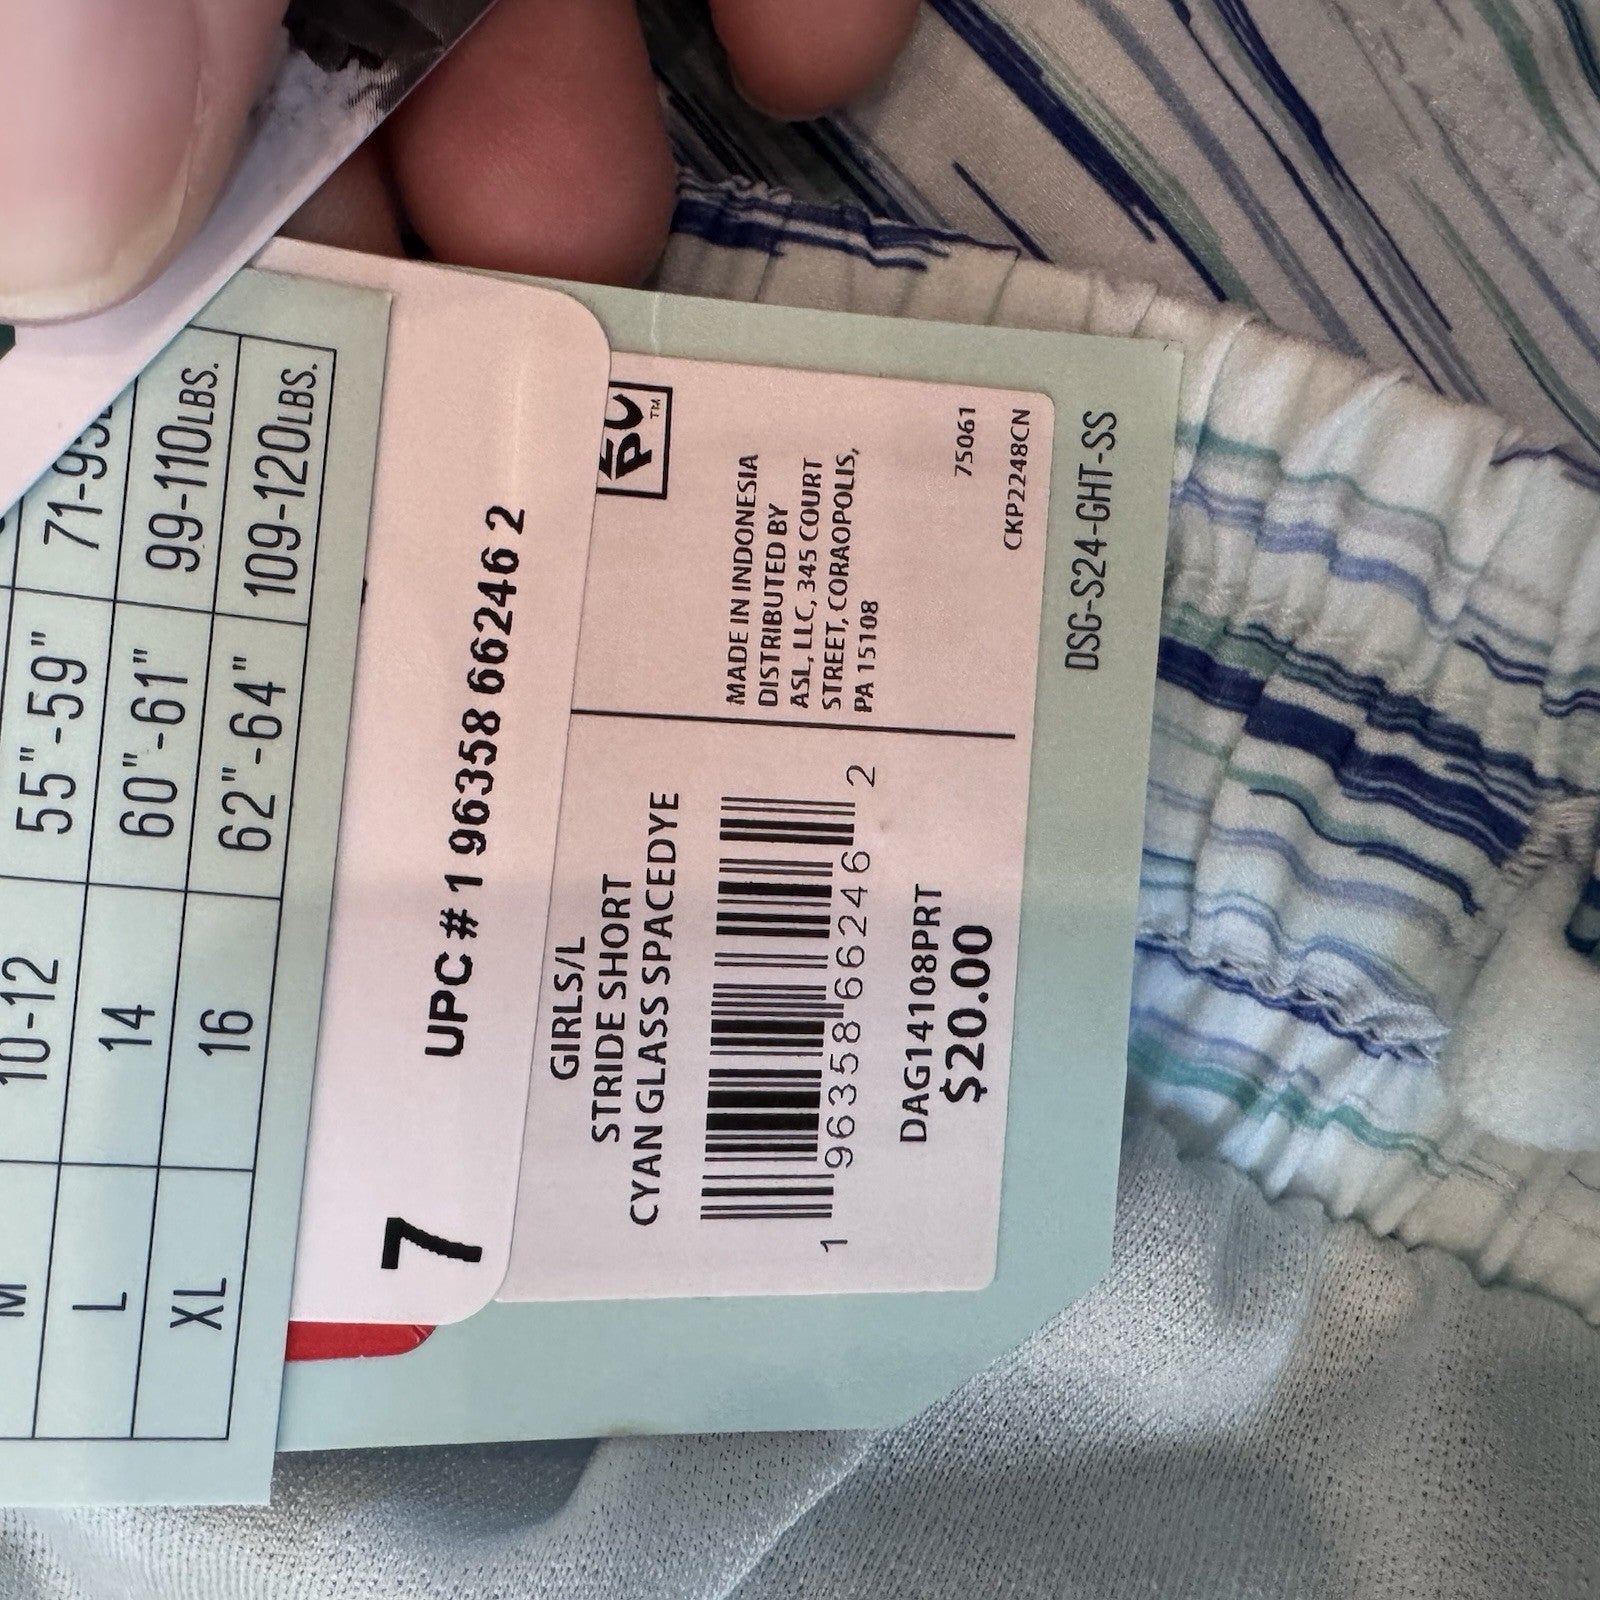 M 10-12 55"-59"
L 14 60"-61" 99-110LBS.
XL 16 62"-64" 109-120LBS.
7
UPC # 1 96358 66246 2
GIRLS/L
STRIDE SHORT
CYAN GLASS SPACEDYE
1 96358 66246 2
DAG14108PRT
$20.00
TM
MADE IN INDONESIA
DISTRIBUTED BY
ASL, LLC, 345 COURT
STREET, CORAOPOLIS,
PA 15108
75061
CKP2248CN
DSG-S24-GHT-SS